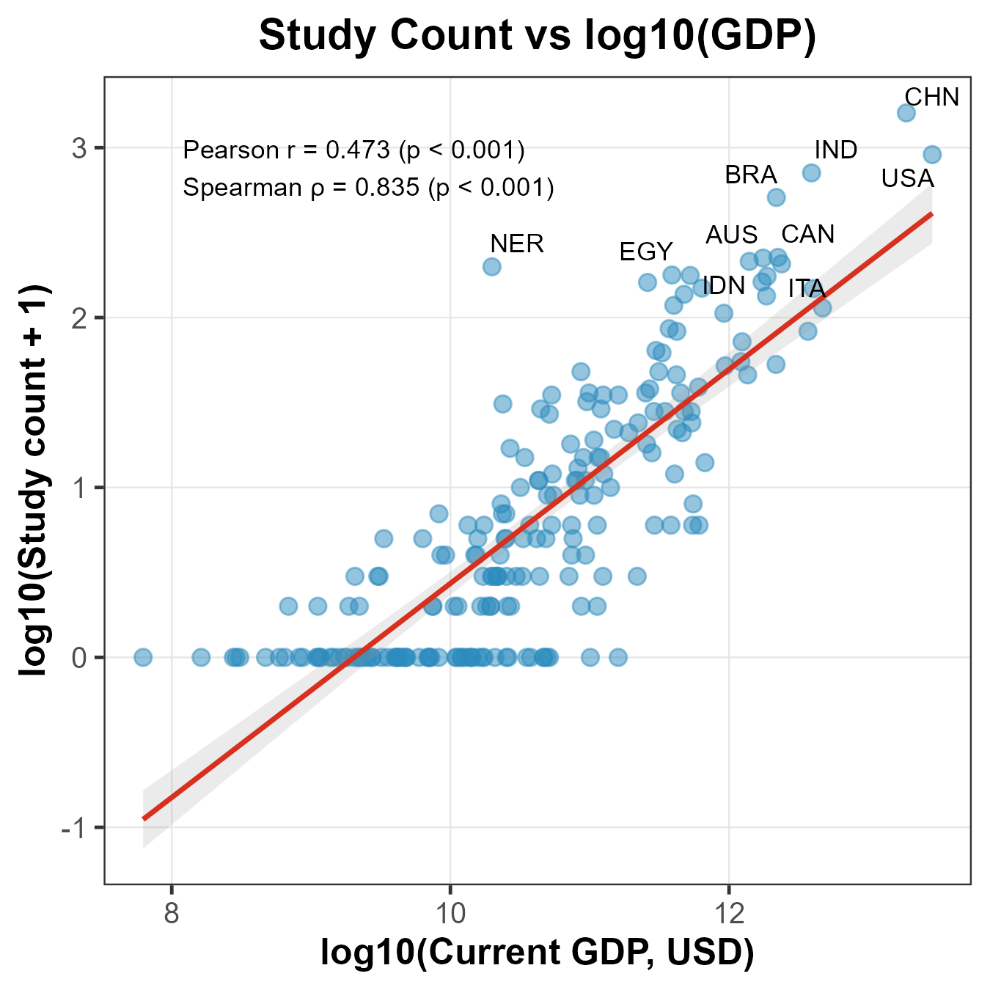 Study Count vs log10(GDP)
CHN
3
Pearson r = 0.473 (p < 0.001)
IND
BRA
USA
Spearman ρ = 0.835 (p < 0.001)
NER
EGY
AUS
CAN
IDN
ITA
2
1
0
-1
log10(Study count + 1)
8
10
12
log10(Current GDP, USD)